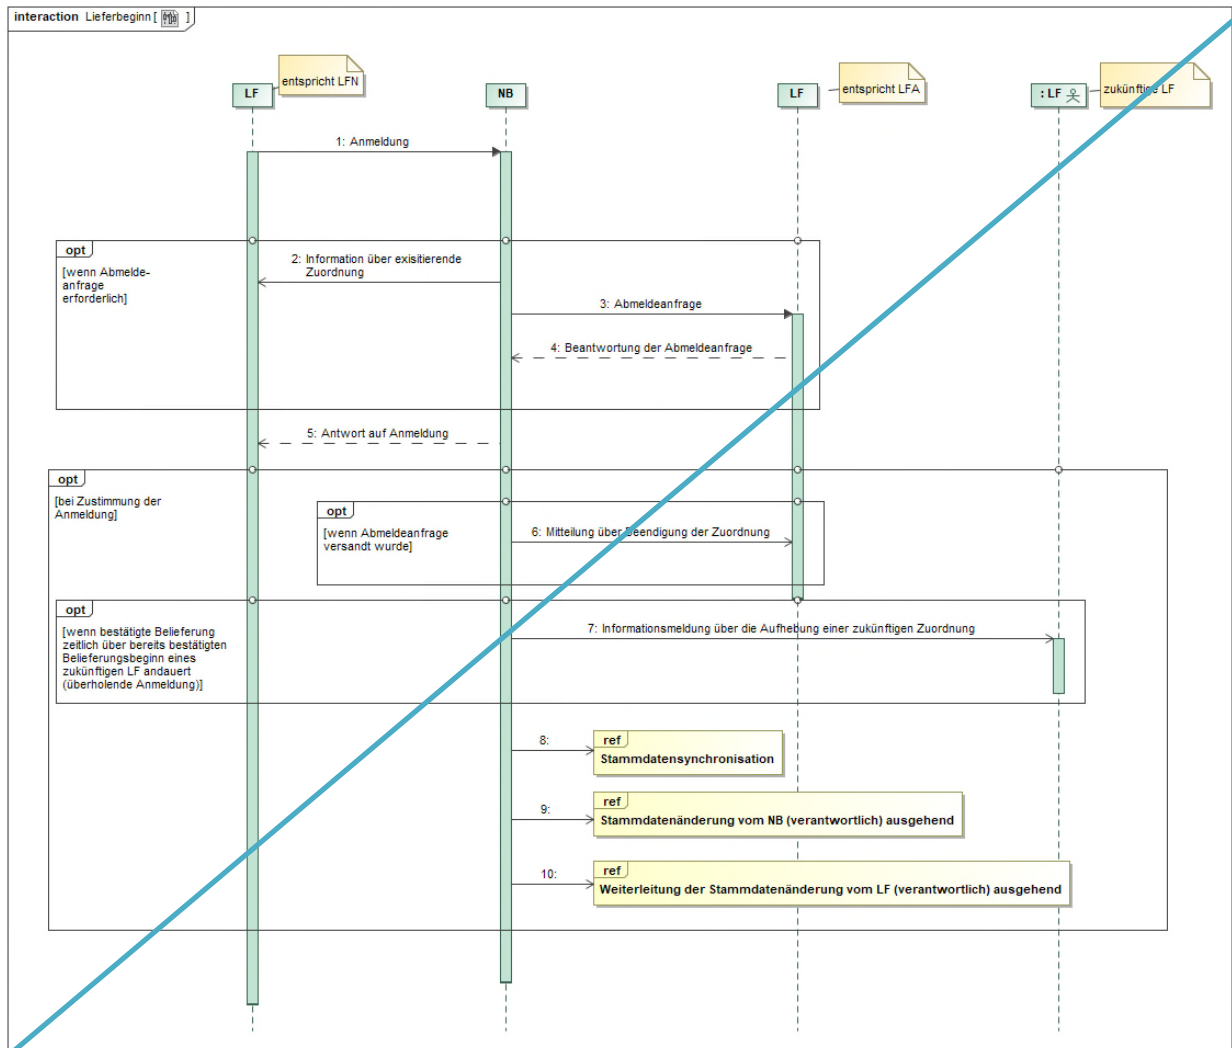 interaction Lieferbeginn [ ]
entspricht LFN
entspricht LFA
zukünftige LF
LF
NB
LF
: LF
1: Anmeldung
opt
[wenn Abmelde-
anfrage
erforderlich]
2: Information über exisitierende
Zuordnung
3: Abmeldeanfrage
4: Beantwortung der Abmeldeanfrage
5: Antwort auf Anmeldung
opt
[bei Zustimmung der
Anmeldung]
opt
[wenn Abmeldeanfrage
versandt wurde]
6: Mitteilung über Beendigung der Zuordnung
opt
[wenn bestätigte Belieferung
zeitlich über bereits bestätigten
Belieferungsbeginn eines
zukünftigen LF andauert
(überholende Anmeldung)]
7: Informationsmeldung über die Aufhebung einer zukünftigen Zuordnung
8:
ref
Stammdatensynchronisation
9:
ref
Stammdatenänderung vom NB (verantwortlich) ausgehend
10:
ref
Weiterleitung der Stammdatenänderung vom LF (verantwortlich) ausgehend